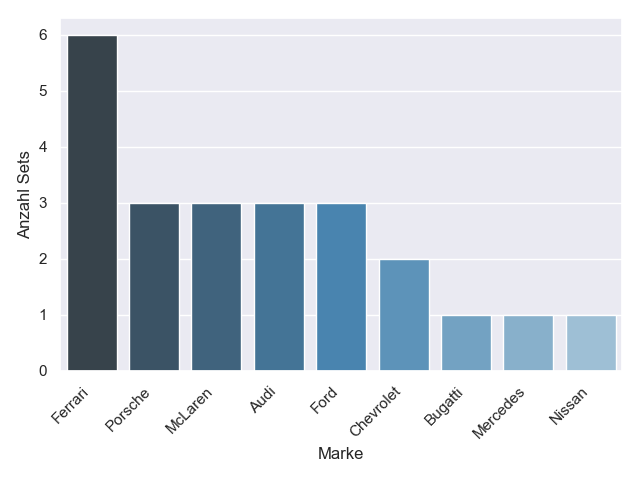 6
5
4
3
2
1
0
Anzahl Sets
Ferrari
Porsche
McLaren
Audi
Ford
Chevrolet
Bugatti
Mercedes
Nissan
Marke